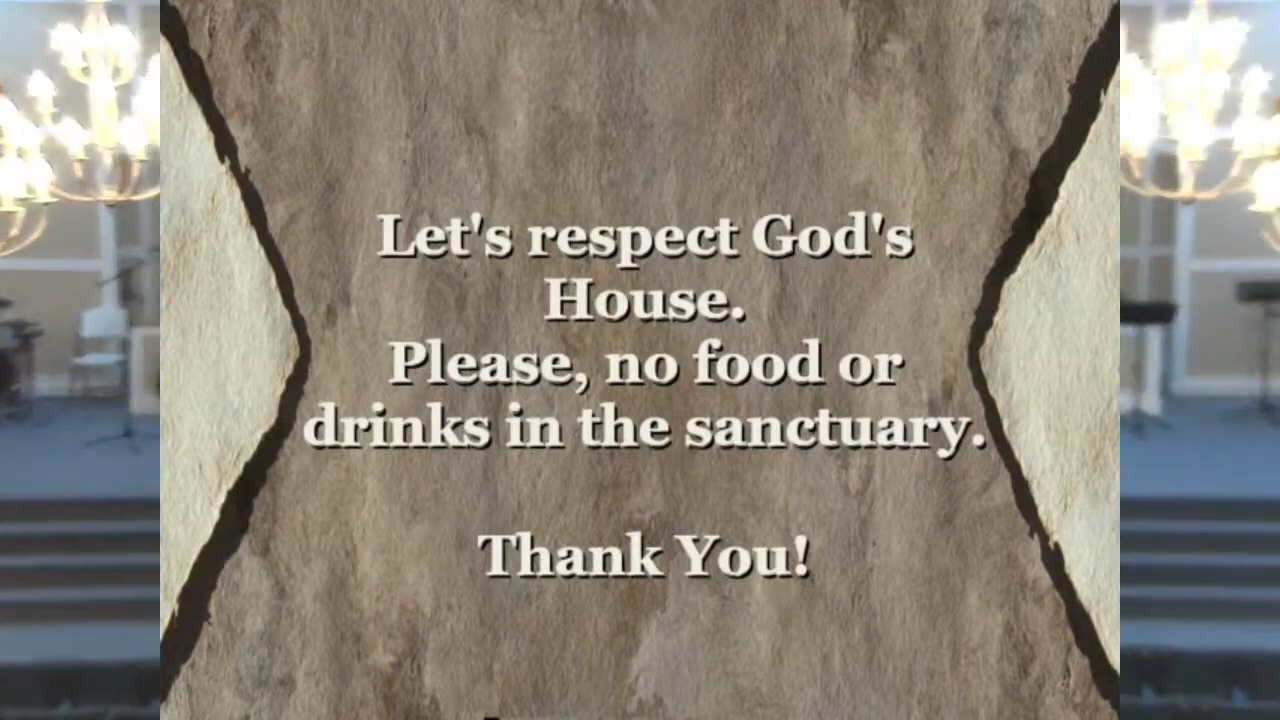 Let's respect God's
House.
Please, no food or
drinks in the sanctuary.
Thank You!